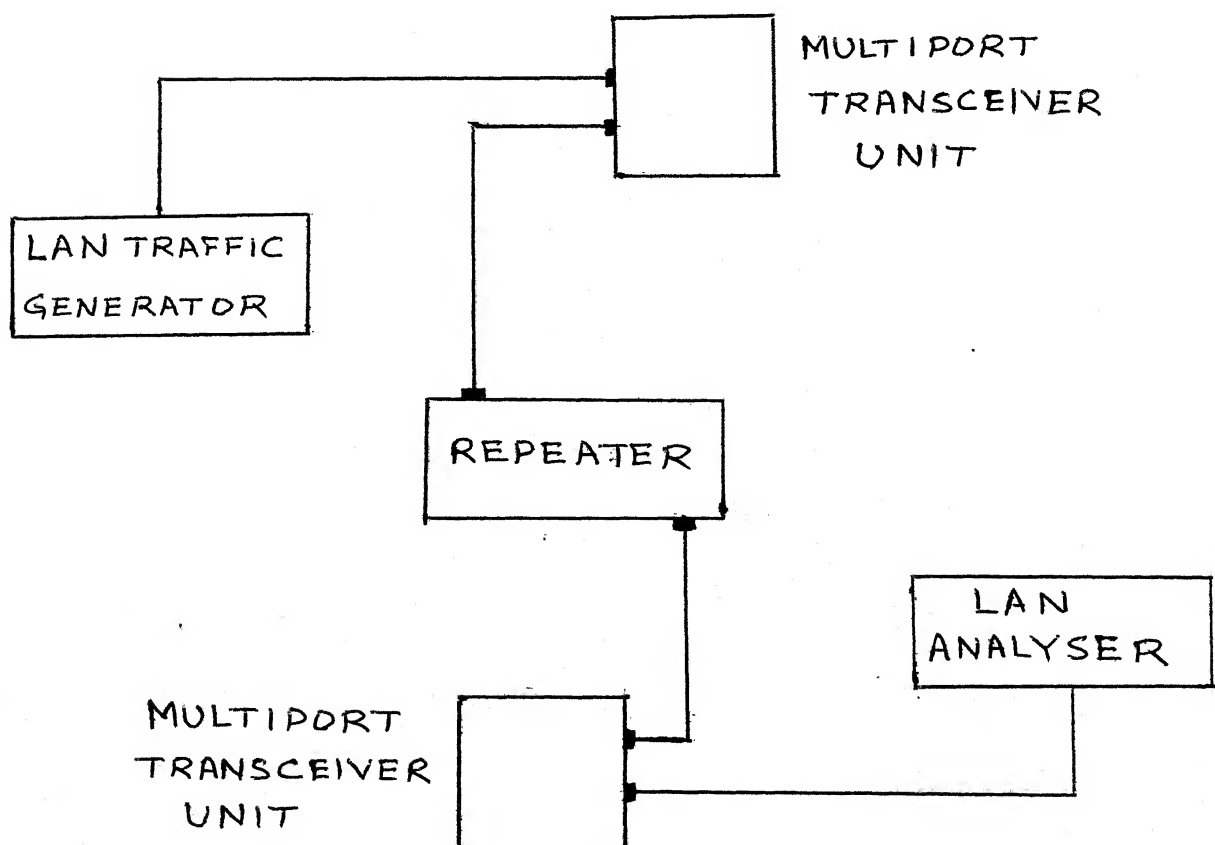 MULTIPORT
TRANSCEIVER
UNIT
LAN TRAFFIC
GENERATOR
REPEATER
LAN
ANALYSER
MULTIPORT
TRANSCEIVER
UNIT